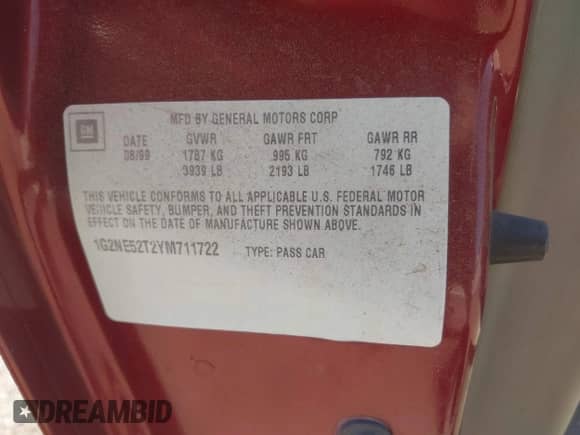 MFD BY GENERAL MOTORS CORP
GM
DATE GVWR GAWR FRT GAWR RR
08/99 1787 KG 995 KG 792 KG
3939 LB 2193 LB 1746 LB
THIS VEHICLE CONFORMS TO ALL APPLICABLE U.S. FEDERAL MOTOR
VEHICLE SAFETY, BUMPER, AND THEFT PREVENTION STANDARDS IN
EFFECT ON THE DATE OF MANUFACTURE SHOWN ABOVE.
1G2NE52T2YM711722 TYPE: PASS CAR
DREAMBID